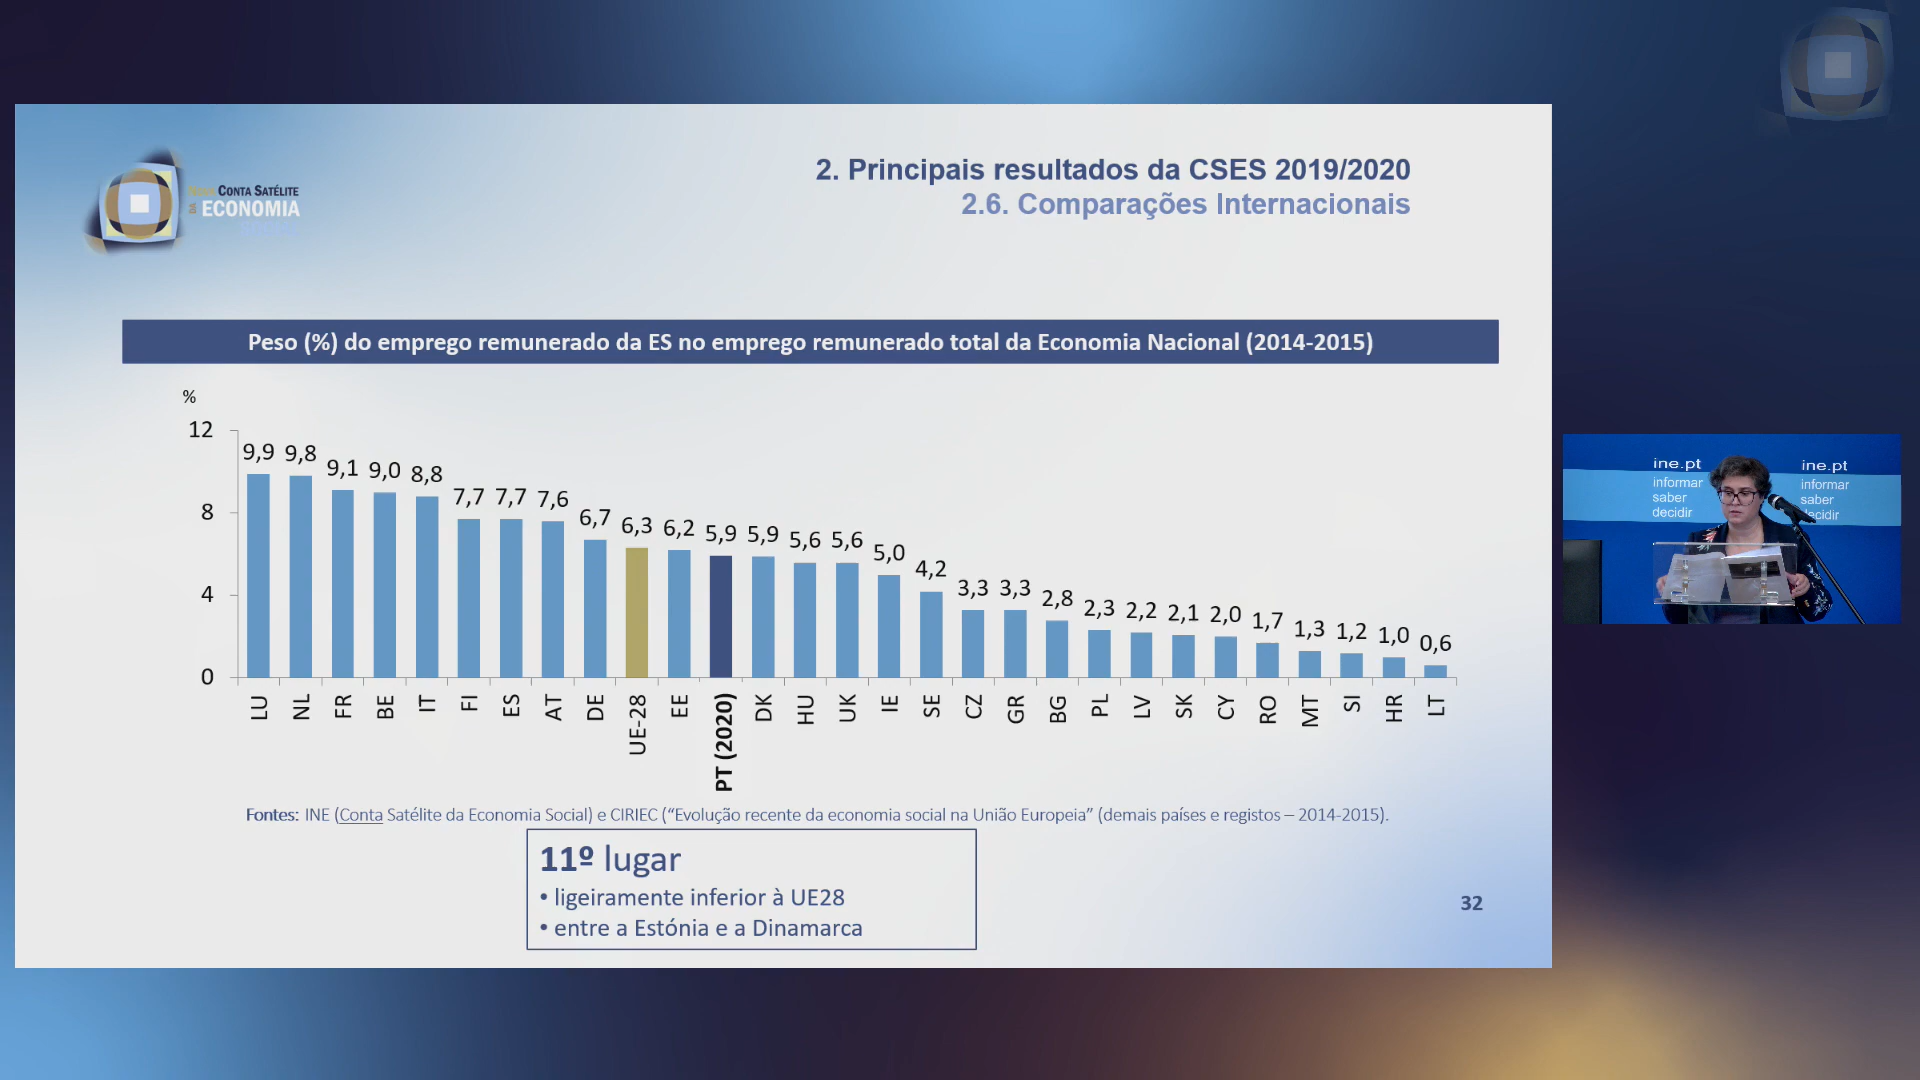 CONTA SATÉLITE
DA ECONOMIA
2. Principais resultados da CSES 2019/2020
2.6. Comparações Internacionais
Peso (%) do emprego remunerado da ES no emprego remunerado total da Economia Nacional (2014-2015)
%
12
8
4
0
9,9 9,8 9,1 9,0 8,8 7,7 7,7 7,6 6,7 6,3 6,2 5,9 5,9 5,6 5,6 5,0 4,2 3,3 3,3 2,8 2,3 2,2 2,1 2,0 1,7 1,3 1,2 1,0 0,6
LU NL FR BE IT FI ES AT DE UE-28 EE PT (2020) DK HU UK IE SE CZ GR BG PL LV SK CY RO MT SI HR LT
Fontes: INE (Conta Satélite da Economia Social) e CIRIEC (“Evolução recente da economia social na União Europeia” (demais países e registos – 2014-2015).
11º lugar
• ligeiramente inferior à UE28
• entre a Estónia e a Dinamarca
32
ine.pt
informar
saber
decidir
ine.pt
informar
saber
decidir